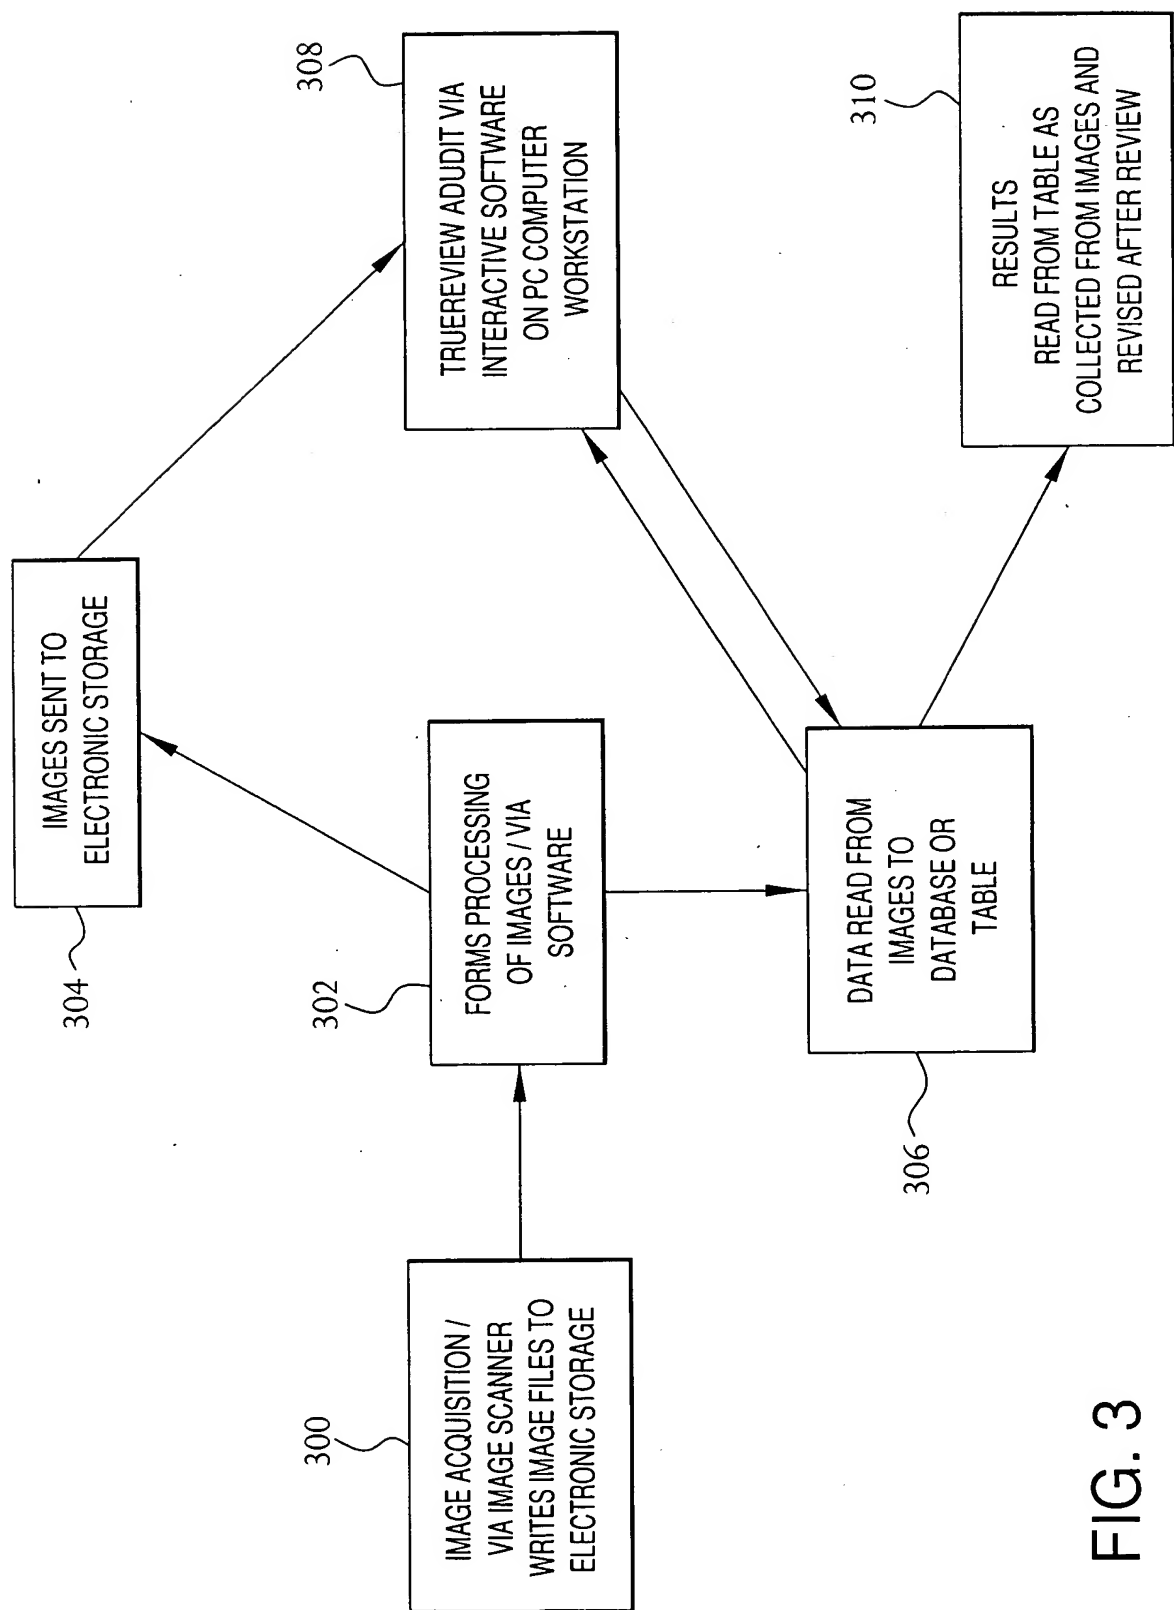 300
IMAGE ACQUISITION /
VIA IMAGE SCANNER
WRITES IMAGE FILES TO
ELECTRONIC STORAGE
302
FORMS PROCESSING
OF IMAGES / VIA
SOFTWARE
304
IMAGES SENT TO
ELECTRONIC STORAGE
306
DATA READ FROM
IMAGES TO
DATABASE OR
TABLE
308
TRUEREVIEW ADUDIT VIA
INTERACTIVE SOFTWARE
ON PC COMPUTER
WORKSTATION
310
RESULTS
READ FROM TABLE AS
COLLECTED FROM IMAGES AND
REVISED AFTER REVIEW
FIG. 3